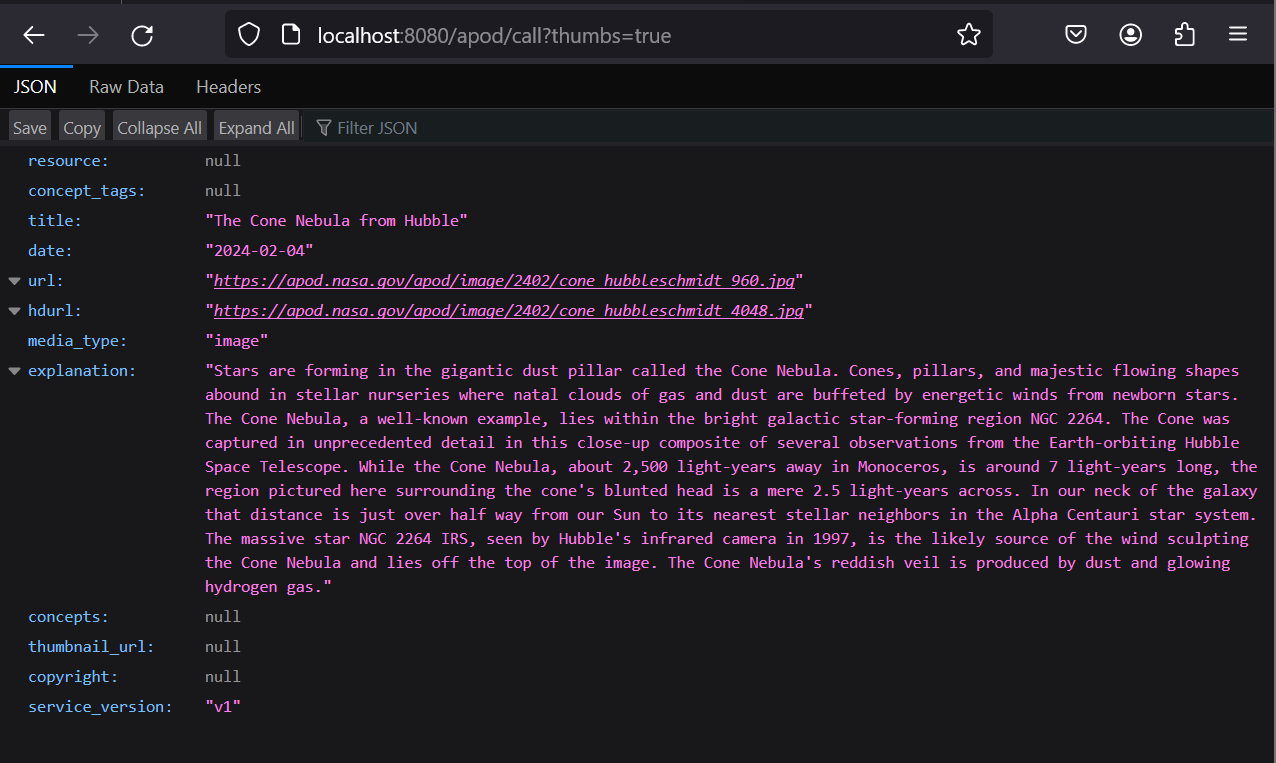 localhost:8080/apod/call?thumbs=true
JSON Raw Data Headers
Save Copy Collapse All Expand All Filter JSON
resource: null
concept_tags: null
title: "The Cone Nebula from Hubble"
date: "2024-02-04"
url: "https://apod.nasa.gov/apod/image/2402/cone_hubbleschmidt_960.jpg"
hdurl: "https://apod.nasa.gov/apod/image/2402/cone_hubbleschmidt_4048.jpg"
media_type: "image"
explanation: "Stars are forming in the gigantic dust pillar called the Cone Nebula. Cones, pillars, and majestic flowing shapes
abound in stellar nurseries where natal clouds of gas and dust are buffeted by energetic winds from newborn stars.
The Cone Nebula, a well-known example, lies within the bright galactic star-forming region NGC 2264. The Cone was
captured in unprecedented detail in this close-up composite of several observations from the Earth-orbiting Hubble
Space Telescope. While the Cone Nebula, about 2,500 light-years away in Monoceros, is around 7 light-years long, the
region pictured here surrounding the cone's blunted head is a mere 2.5 light-years across. In our neck of the galaxy
that distance is just over half way from our Sun to its nearest stellar neighbors in the Alpha Centauri star system.
The massive star NGC 2264 IRS, seen by Hubble's infrared camera in 1997, is the likely source of the wind sculpting
the Cone Nebula and lies off the top of the image. The Cone Nebula's reddish veil is produced by dust and glowing
hydrogen gas."
concepts: null
thumbnail_url: null
copyright: null
service_version: "v1"